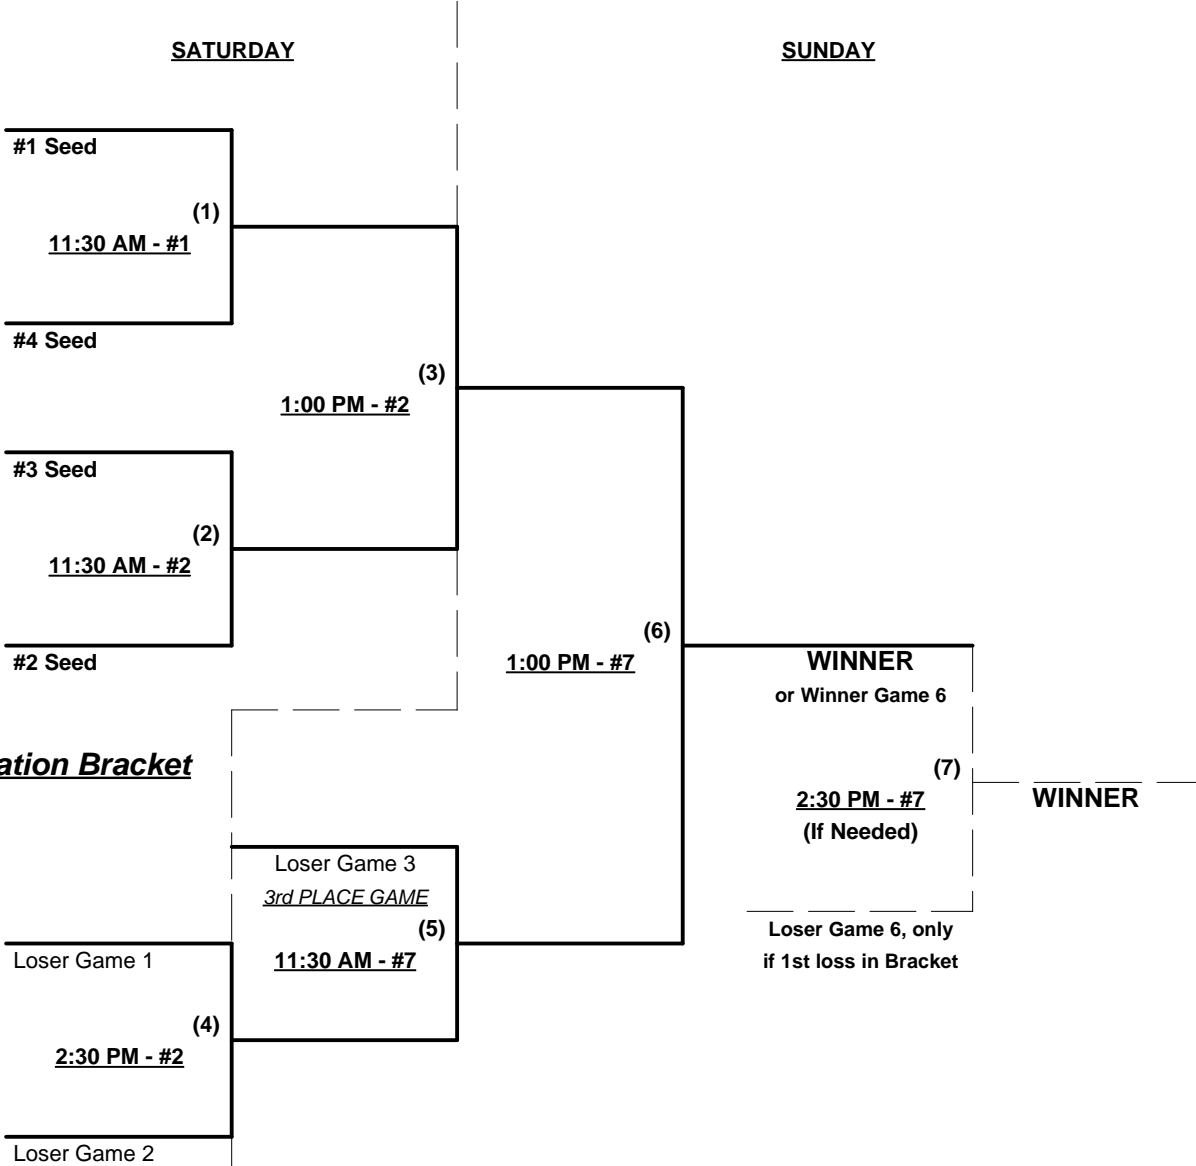 SATURDAY
SUNDAY
#1 Seed
(1)
11:30 AM - #1
#4 Seed
(3)
1:00 PM - #2
#3 Seed
(2)
11:30 AM - #2
#2 Seed
(6)
1:00 PM - #7
WINNER
or Winner Game 6
(7)
2:30 PM - #7
(If Needed)
WINNER
Loser Game 6, only
if 1st loss in Bracket
ation Bracket
Loser Game 3
3rd PLACE GAME
(5)
11:30 AM - #7
Loser Game 1
(4)
2:30 PM - #2
Loser Game 2